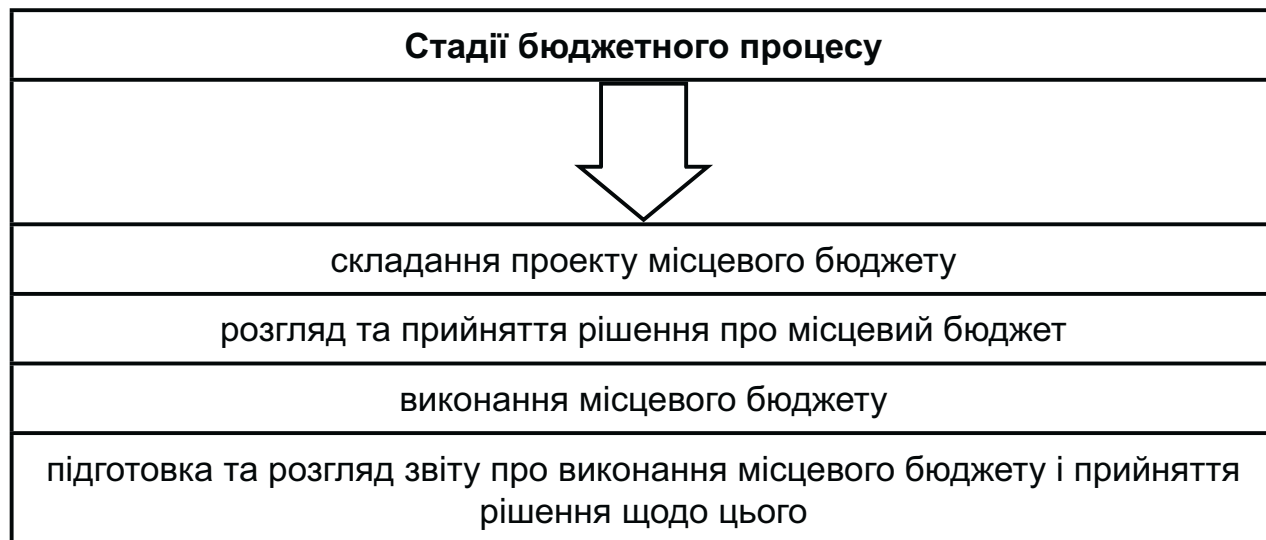 Стадії бюджетного процесу
складання проекту місцевого бюджету
розгляд та прийняття рішення про місцевий бюджет
виконання місцевого бюджету
підготовка та розгляд звіту про виконання місцевого бюджету і прийняття
рішення щодо цього